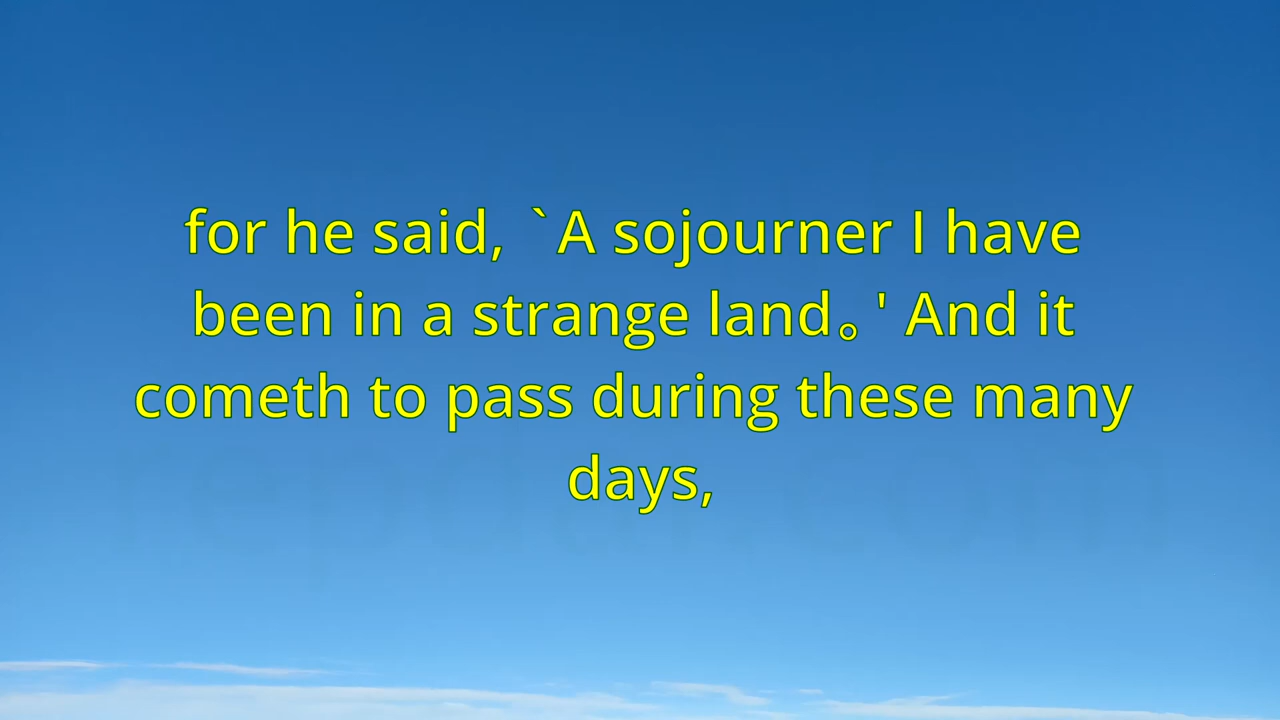 for he said, `A sojourner I have
been in a strange land。' And it
cometh to pass during these many
days,